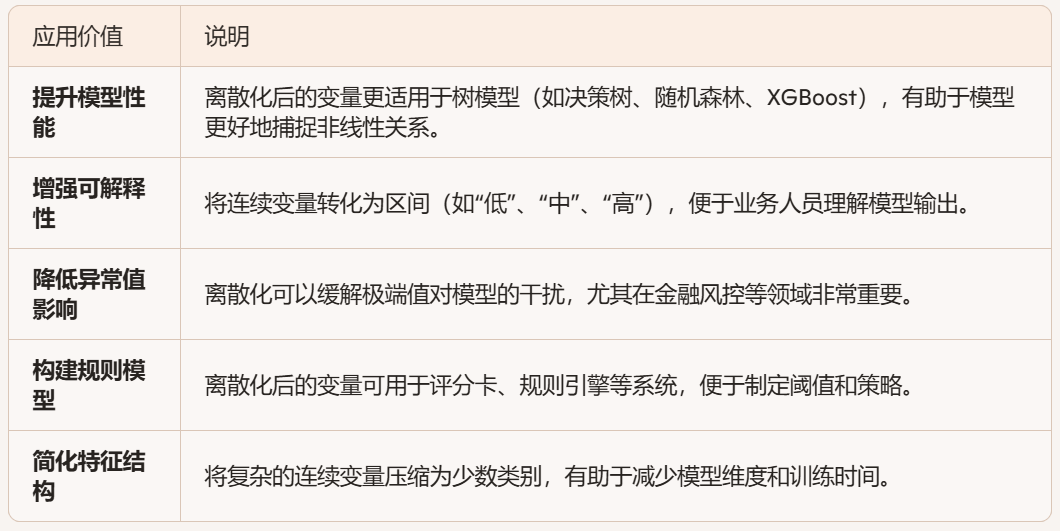 应用价值
说明
提升模型性
能
离散化后的变量更适用于树模型（如决策树、随机森林、XGBoost），有助于模型
更好地捕捉非线性关系。
增强可解释
性
将连续变量转化为区间（如“低”、“中”、“高”），便于业务人员理解模型输出。
降低异常值
影响
离散化可以缓解极端值对模型的干扰，尤其在金融风控等领域非常重要。
构建规则模
型
离散化后的变量可用于评分卡、规则引擎等系统，便于制定阈值和策略。
简化特征结
构
将复杂的连续变量压缩为少数类别，有助于减少模型维度和训练时间。